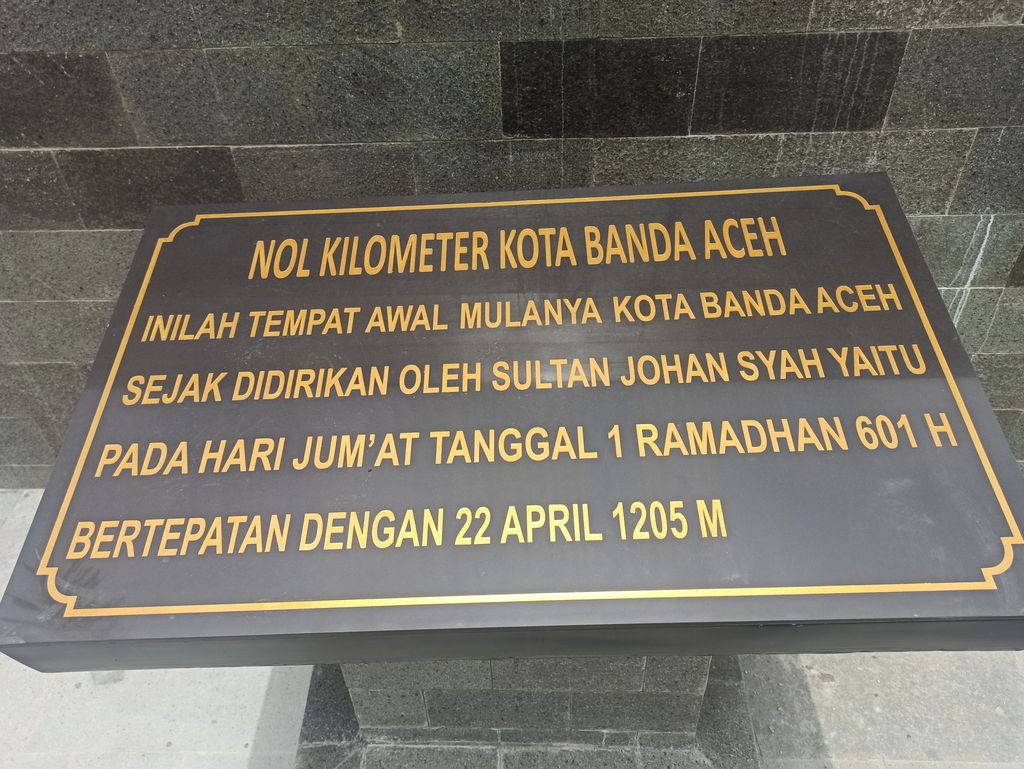 NOL KILOMETER KOTA BANDA ACEH
INILAH TEMPAT AWAL MULANYA KOTA BANDA ACEH
SEJAK DIDIRIKAN OLEH SULTAN JOHAN SYAH YAITU
PADA HARI JUM'AT TANGGAL 1 RAMADHAN 601 H
BERTEPATAN DENGAN 22 APRIL 1205 M